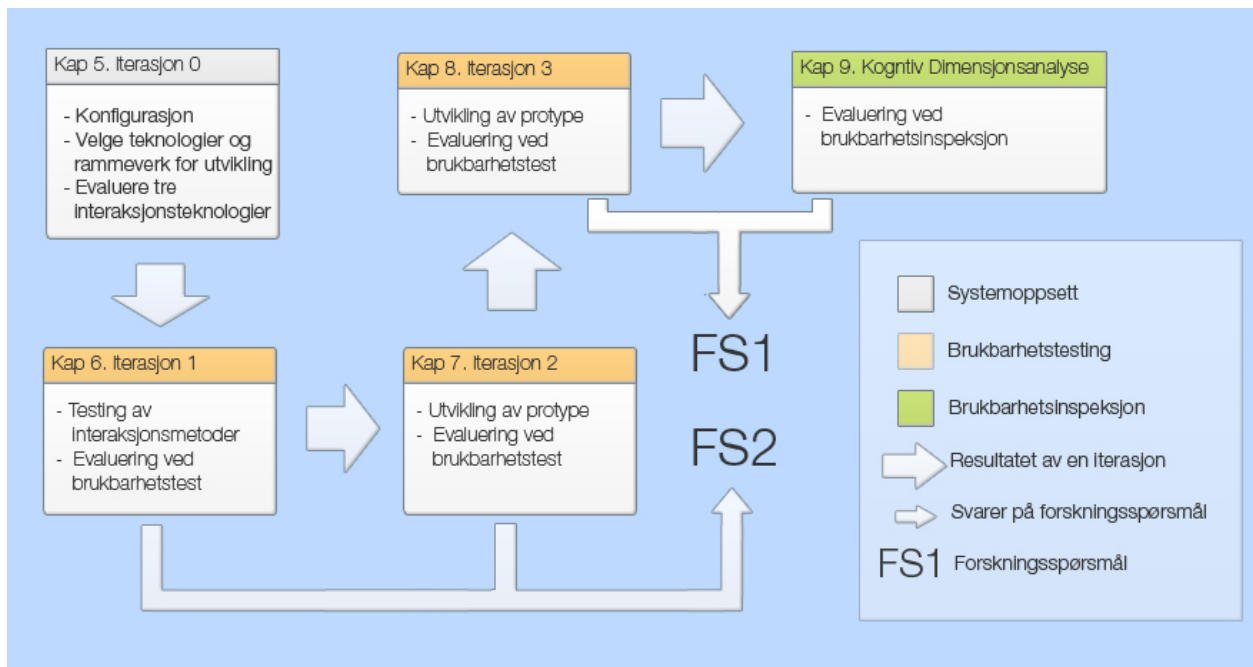 Kap 5. Iterasjon 0
- Konfigurasjon
- Velge teknologier og
rammeverk for utvikling
- Evaluere tre
interaksjonsteknologier
Kap 8. Iterasjon 3
- Utvikling av protype
- Evaluering ved
brukbarhetstest
Kap 9. Kogntiv Dimensjonsanalyse
- Evaluering ved
brukbarhetsinspeksjon
Kap 6. Iterasjon 1
- Testing av
interaksjonsmetoder
- Evaluering ved
brukbarhetstest
Kap 7. Iterasjon 2
- Utvikling av protype
- Evaluering ved
brukbarhetstest
FS1
FS2
Systemoppsett
Brukbarhetstesting
Brukbarhetsinspeksjon
Resultatet av en iterasjon
Svarer på forskningsspørsmål
FS1 Forskningsspørsmål